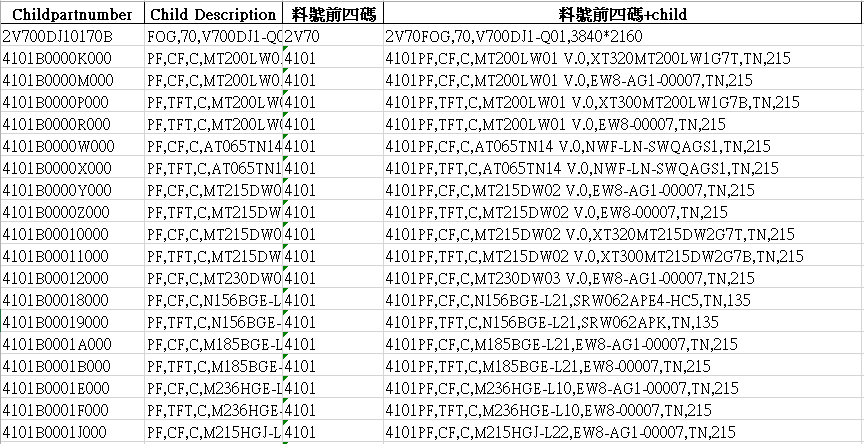 Childpartnumber Child Description 料號前四碼 料號前四碼+child
2V700DJ10170B FOG,70,V700DJ1-Q0 2V70 2V70FOG,70,V700DJ1-Q01,3840*2160
4101B0000K000 PF,CF,C,MT200LW0 4101 4101PF,CF,C,MT200LW01 V.0,XT320MT200LW1G7T,TN,215
4101B0000M000 PF,CF,C,MT200LW0 4101 4101PF,CF,C,MT200LW01 V.0,EW8-AG1-00007,TN,215
4101B0000P000 PF,TFT,C,MT200LW 4101 4101PF,TFT,C,MT200LW01 V.0,XT300MT200LW1G7B,TN,215
4101B0000R000 PF,TFT,C,MT200LW 4101 4101PF,TFT,C,MT200LW01 V.0,EW8-00007,TN,215
4101B0000W000 PF,CF,C,AT065TN14 4101 4101PF,CF,C,AT065TN14 V.0,NWF-LN-SWQAGS1,TN,215
4101B0000X000 PF,TFT,C,AT065TN1 4101 4101PF,TFT,C,AT065TN14 V.0,NWF-LN-SWQAGS1,TN,215
4101B0000Y000 PF,CF,C,MT215DW0 4101 4101PF,CF,C,MT215DW02 V.0,EW8-AG1-00007,TN,215
4101B0000Z000 PF,TFT,C,MT215DW 4101 4101PF,TFT,C,MT215DW02 V.0,EW8-00007,TN,215
4101B00010000 PF,CF,C,MT215DW0 4101 4101PF,CF,C,MT215DW02 V.0,XT320MT215DW2G7T,TN,215
4101B00011000 PF,TFT,C,MT215DW 4101 4101PF,TFT,C,MT215DW02 V.0,XT300MT215DW2G7B,TN,215
4101B00012000 PF,CF,C,MT230DW0 4101 4101PF,CF,C,MT230DW03 V.0,EW8-AG1-00007,TN,215
4101B00018000 PF,CF,C,N156BGE-L 4101 4101PF,CF,C,N156BGE-L21,SRW062APE4-HC5,TN,135
4101B00019000 PF,TFT,C,N156BGE- 4101 4101PF,TFT,C,N156BGE-L21,SRW062APK,TN,135
4101B0001A000 PF,CF,C,M185BGE-L 4101 4101PF,CF,C,M185BGE-L21,EW8-AG1-00007,TN,215
4101B0001B000 PF,TFT,C,M185BGE- 4101 4101PF,TFT,C,M185BGE-L21,EW8-00007,TN,215
4101B0001E000 PF,CF,C,M236HGE-L 4101 4101PF,CF,C,M236HGE-L10,EW8-AG1-00007,TN,215
4101B0001F000 PF,TFT,C,M236HGE- 4101 4101PF,TFT,C,M236HGE-L10,EW8-00007,TN,215
4101B0001J000 PF,CF,C,M215HGJ-L 4101 4101PF,CF,C,M215HGJ-L22,EW8-AG1-00007,TN,215